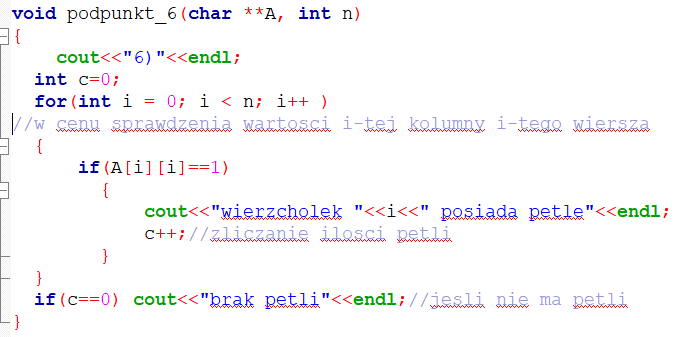 void podpunkt_6(char **A, int n)
{
cout<<"6)"<<endl;
int c=0;
for(int i = 0; i < n; i++ )
//w cenu sprawdzenia wartosci i-tej kolumny i-tego wiersza
{
if(A[i][i]==1)
{
cout<<"wierzcholek "<<i<<" posiada petle"<<endl;
c++;//zliczanie ilosci petli
}
}
if(c==0) cout<<"brak petli"<<endl;//jesli nie ma petli
}